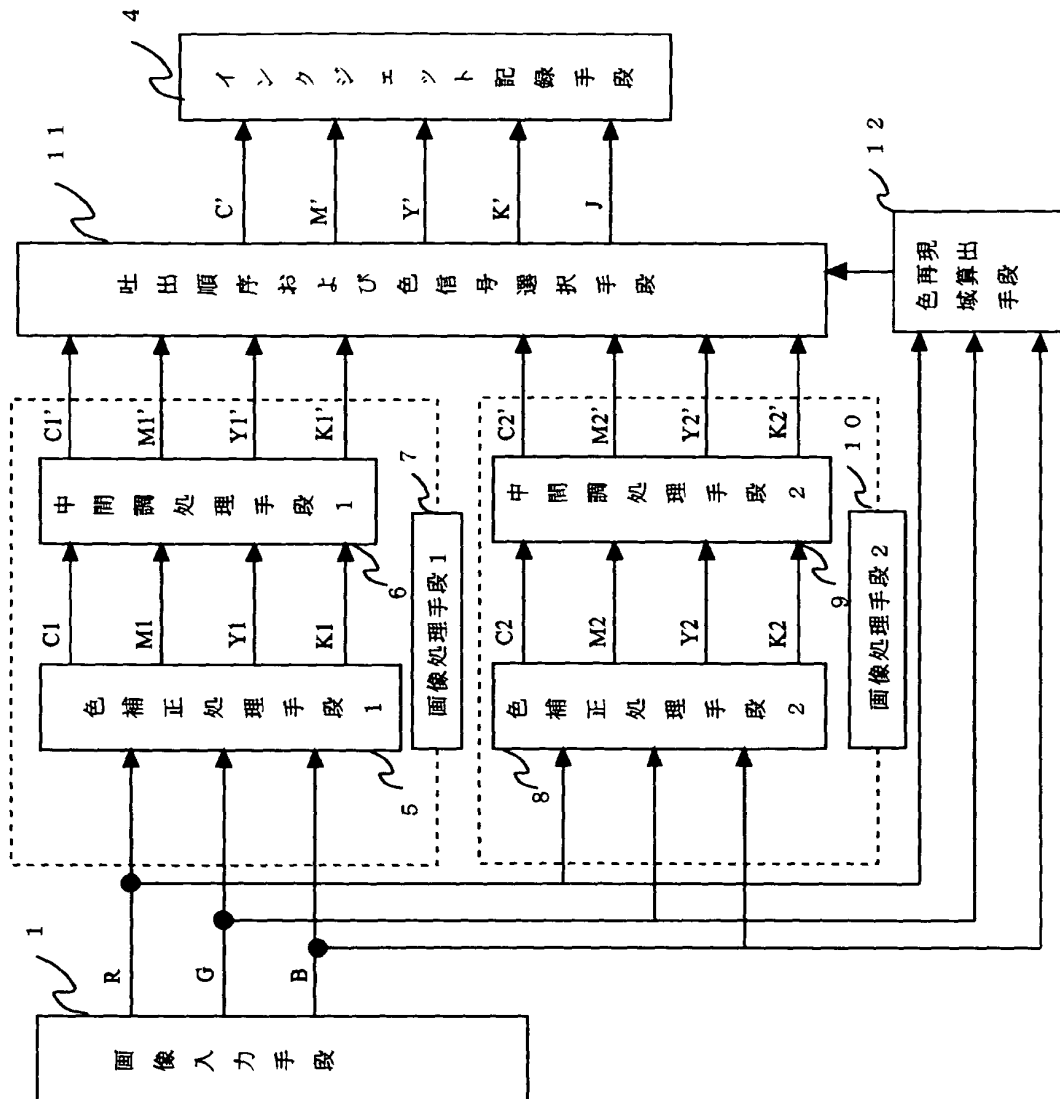 1
画像入力手段
R
G
B
5
色補正処理手段1
C1
M1
Y1
K1
6
中間調処理手段1
C1'
M1'
Y1'
K1'
画像処理手段1
7
8
色補正処理手段2
C2
M2
Y2
K2
9
中間調処理手段2
C2'
M2'
Y2'
K2'
画像処理手段2
10
11
吐出順序および色信号選択手段
12
色再現
域算出
手段
C'
M'
Y'
K'
J
4
インクジェット記録手段